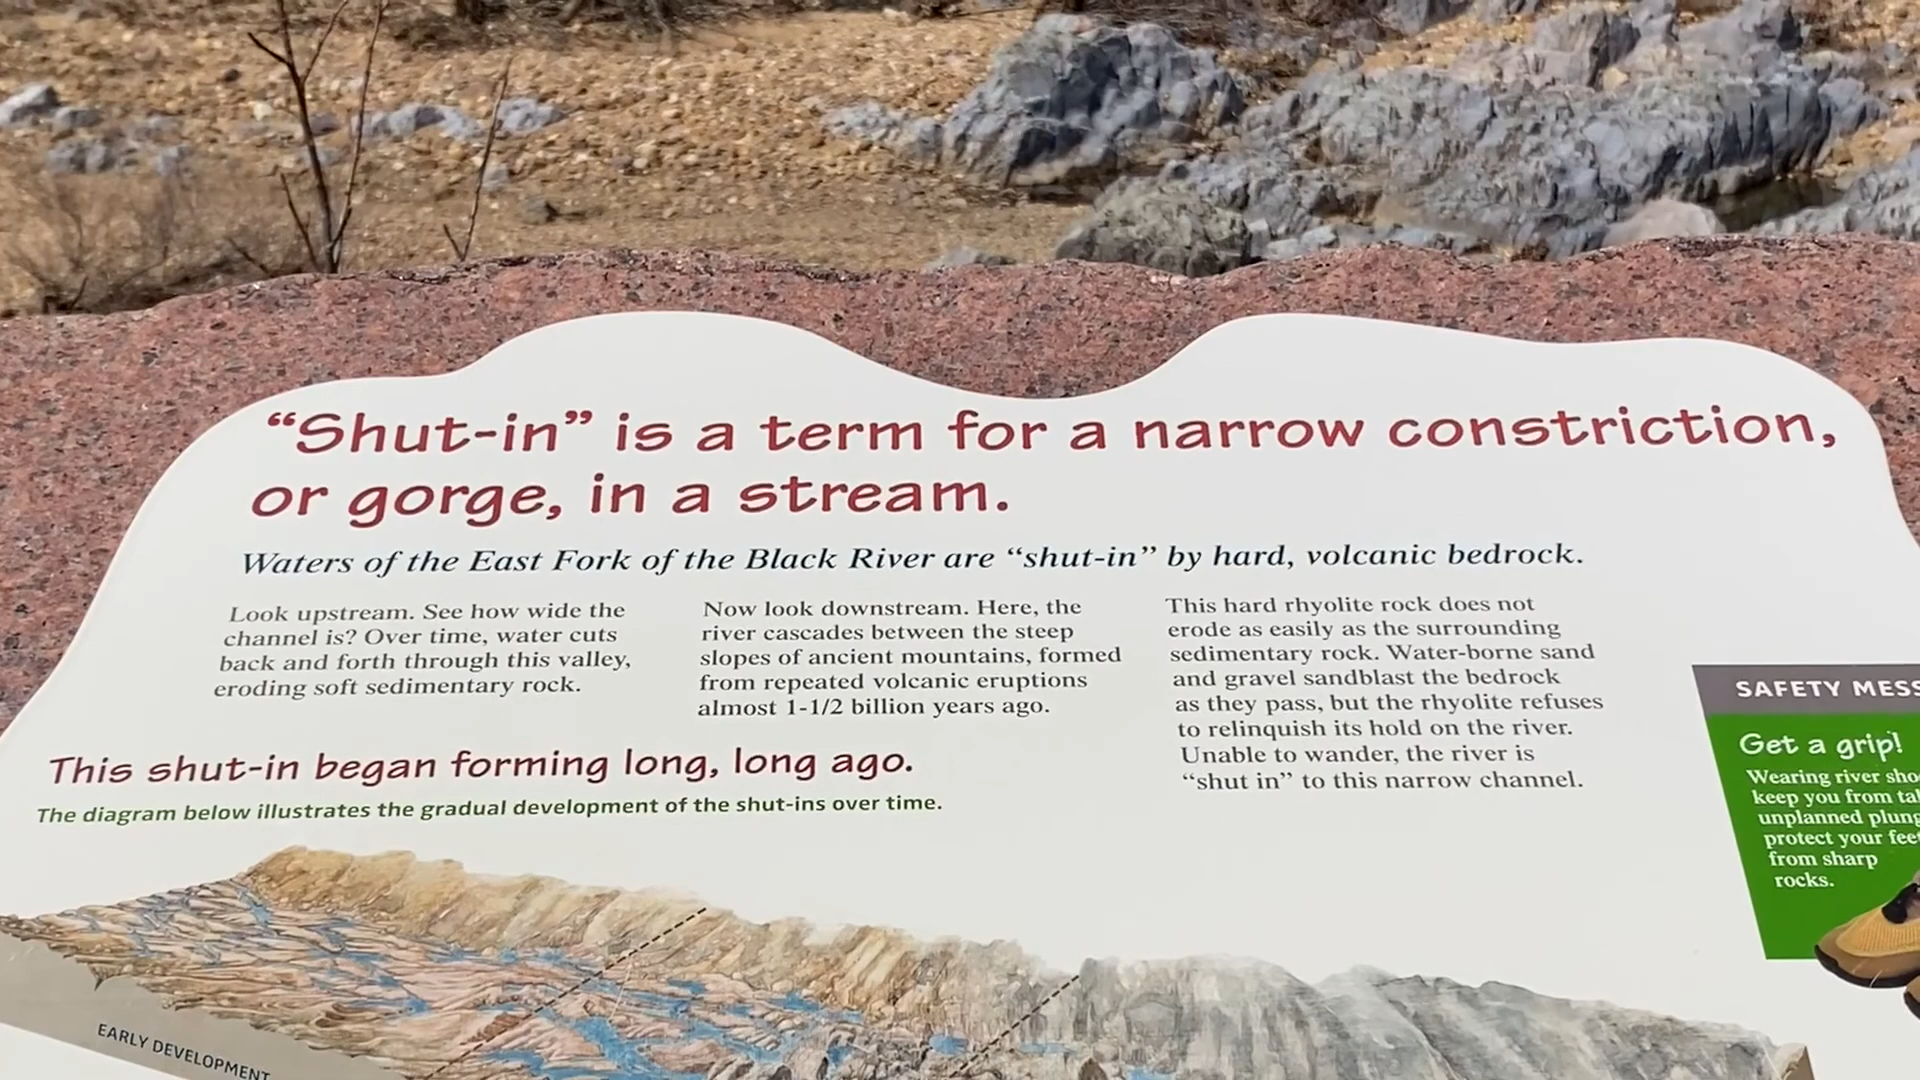 “Shut-in” is a term for a narrow constriction,
or gorge, in a stream.
Waters of the East Fork of the Black River are “shut-in” by hard, volcanic bedrock.
Look upstream. See how wide the
channel is? Over time, water cuts
back and forth through this valley,
eroding soft sedimentary rock.
Now look downstream. Here, the
river cascades between the steep
slopes of ancient mountains, formed
from repeated volcanic eruptions
almost 1-1/2 billion years ago.
This hard rhyolite rock does not
erode as easily as the surrounding
sedimentary rock. Water-borne sand
and gravel sandblast the bedrock
as they pass, but the rhyolite refuses
to relinquish its hold on the river.
Unable to wander, the river is
“shut in” to this narrow channel.
This shut-in began forming long, long ago.
The diagram below illustrates the gradual development of the shut-ins over time.
EARLY DEVELOPMENT
SAFETY MESS
Get a grip!
Wearing river sho
keep you from tal
unplanned plung
protect your feet
from sharp
rocks.